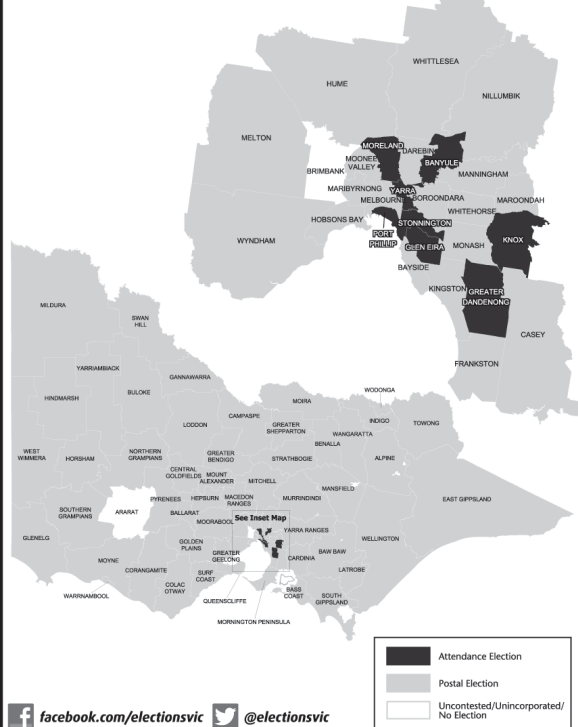 WHITTLESEA
HUME
NILLUMBIK
MELTON
MORELAND
DAREBIN
MOONEE
VALLEY
BANYULE
BRIMBANK
MANNINGHAM
MARIBYRNONG
YARRA
MELBOURNE
BOROONDARA
MAROONDAH
WHITEHORSE
HOBSONS BAY
STONNINGTON
PORT
PHILLIP
GLEN EIRA
MONASH
KNOX
WYNDHAM
BAYSIDE
KINGSTON
GREATER
DANDENONG
CASEY
FRANKSTON
MILDURA
SWAN
HILL
YARRIAMBIACK
GANNAWARRA
BULOKE
HINDMARSH
WODONGA
MOIRA
CAMPASPE
LODDON
GREATER
SHEPPARTON
INDIGO
TOWONG
WANGARATTA
BENALLA
WEST
WIMMERA
HORSHAM
NORTHERN
GRAMPIANS
GREATER
BENDIGO
STRATHBOGIE
ALPINE
CENTRAL
GOLDFIELDS
MOUNT
ALEXANDER
MITCHELL
MANSFIELD
EAST GIPPSLAND
SOUTHERN
GRAMPIANS
ARARAT
PYRENEES
HEPBURN
MACEDON
RANGES
MURRINDINDI
BALLARAT
MOORABOOL
See Inset Map
YARRA RANGES
WELLINGTON
GLENELG
GOLDEN
PLAINS
GREATER
GEELONG
CARDINIA
BAW BAW
MOYNE
CORANGAMITE
SURF
COAST
LATROBE
COLAC
OTWAY
WARRNAMBOOL
QUEENSCLIFFE
BASS
COAST
SOUTH
GIPPSLAND
MORNINGTON PENINSULA
Attendance Election
Postal Election
Uncontested/Unincorporated/
No Election
facebook.com/electionsvic
@electionsvic